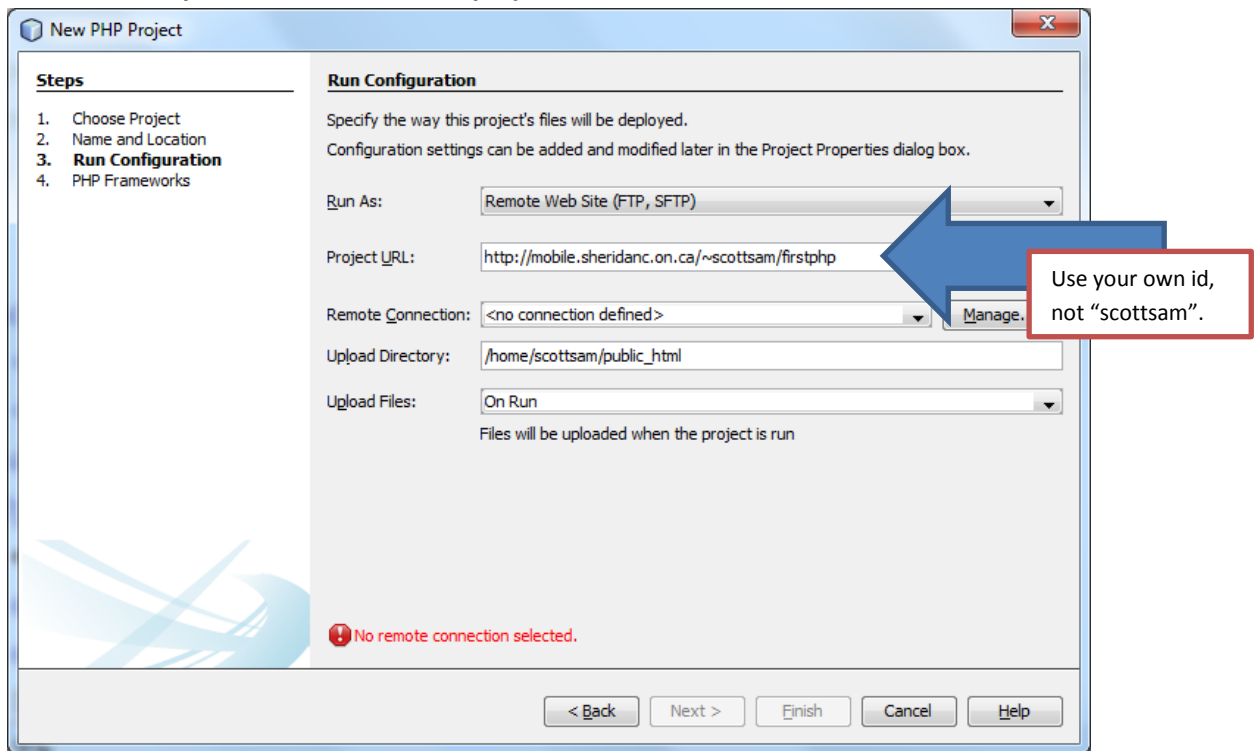 New PHP Project
Steps
1. Choose Project
2. Name and Location
3. Run Configuration
4. PHP Frameworks
Run Configuration
Specify the way this project's files will be deployed.
Configuration settings can be added and modified later in the Project Properties dialog box.
Run As: Remote Web Site (FTP, SFTP)
Project URL: http://mobile.sheridanc.on.ca/~scottsam/firstphp
Use your own id,
not “scottsam”.
Remote Connection: <no connection defined> Manage.
Upload Directory: /home/scottsam/public_html
Upload Files: On Run
Files will be uploaded when the project is run
No remote connection selected.
< Back Next > Finish Cancel Help